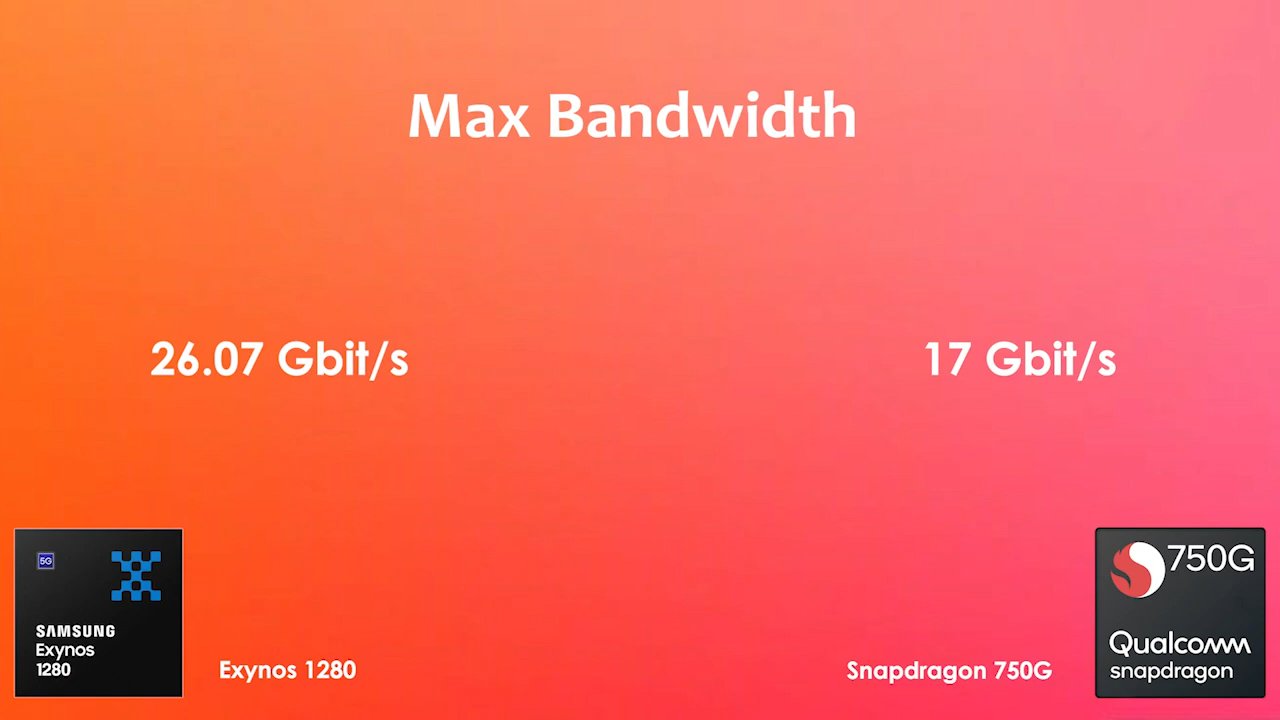 Max Bandwidth
26.07 Gbit/s
17 Gbit/s
5G
SAMSUNG
Exynos
1280
Exynos 1280
Snapdragon 750G
750G
Qualcomm
snapdragon